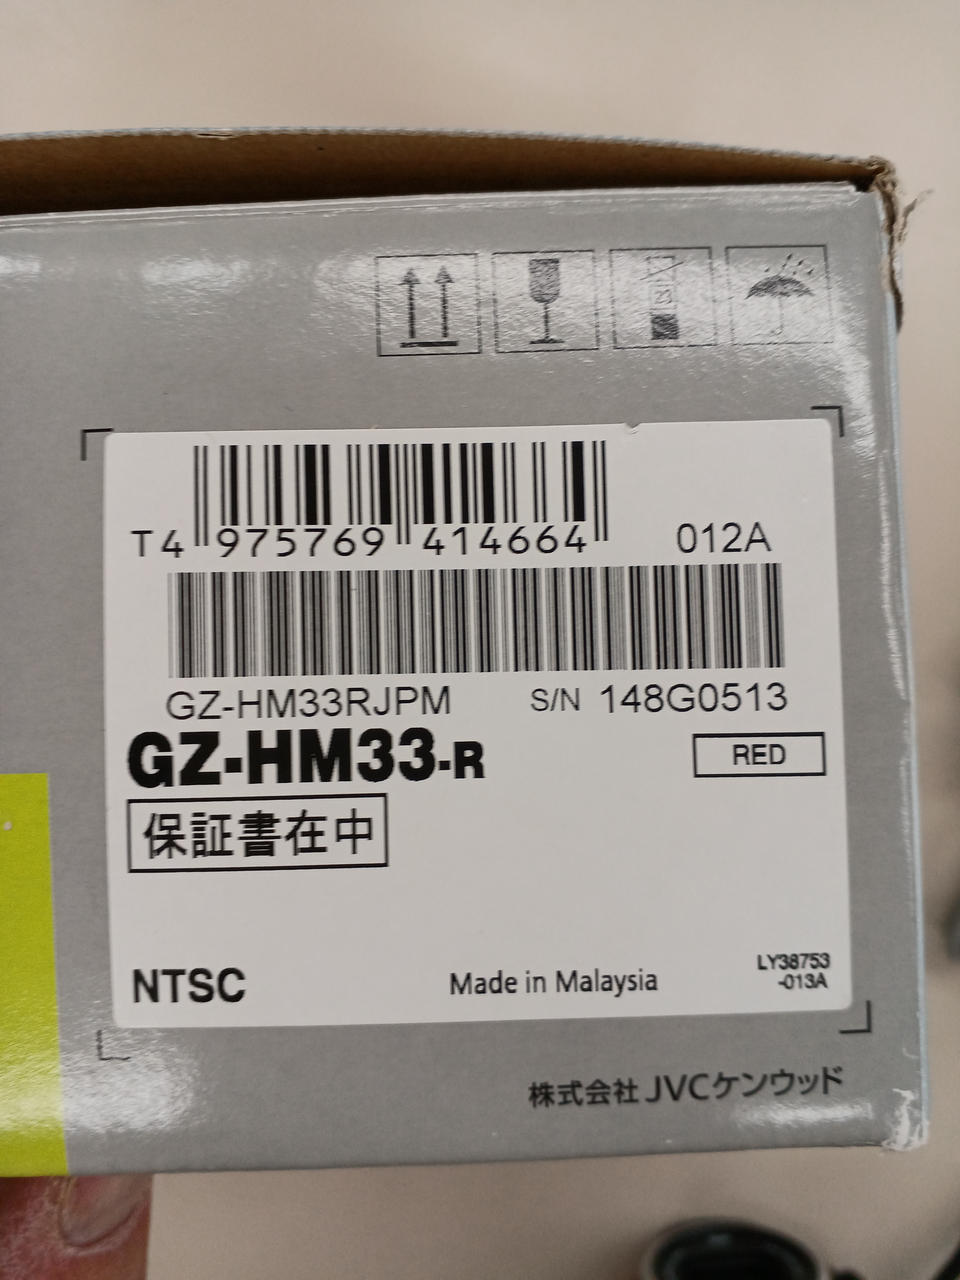 T4 975769 414664 012A
GZ-HM33RJPM S/N 148G0513
GZ-HM33-R RED
保証書在中
NTSC Made in Malaysia LY38753
-013A
株式会社 JVCケンウッド